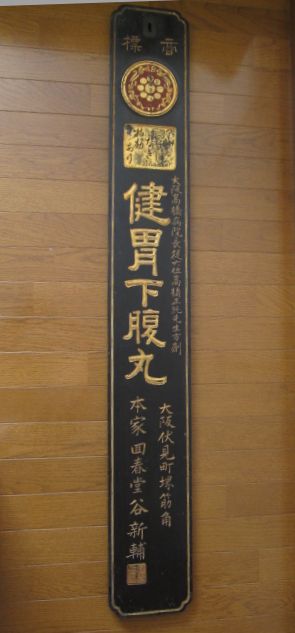 商標
大阪高橋病院長従六位高橋正純先生方剤
健胃下腹丸
大阪伏見町堺筋角
本家回春堂谷新輔